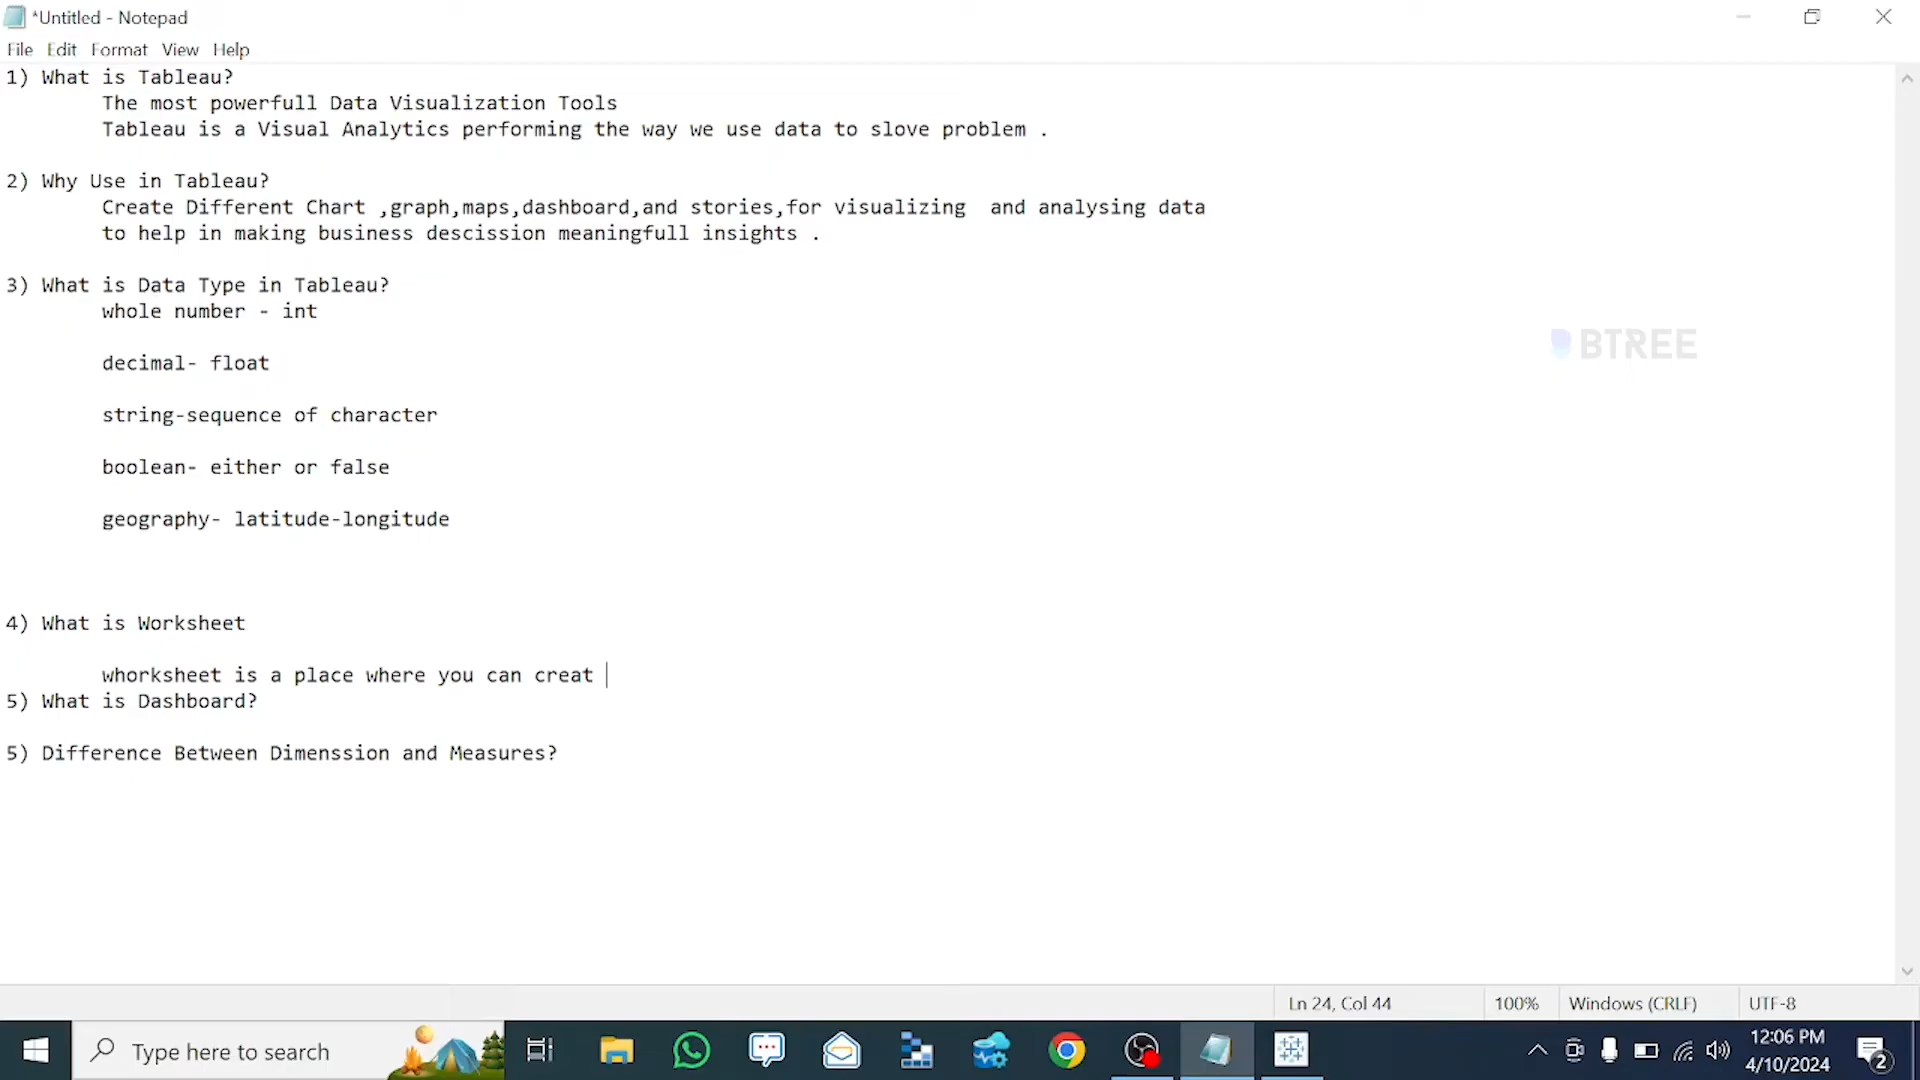 *Untitled - Notepad
File Edit Format View Help
1) What is Tableau?
The most powerfull Data Visualization Tools
Tableau is a Visual Analytics performing the way we use data to slove problem .
2) Why Use in Tableau?
Create Different Chart ,graph,maps,dashboard,and stories,for visualizing  and analysing data
to help in making business descission meaningfull insights .
3) What is Data Type in Tableau?
whole number - int
decimal- float
string-sequence of character
boolean- either or false
geography- latitude-longitude
BTREE
4) What is Worksheet
whorksheet is a place where you can creat
5) What is Dashboard?
5) Difference Between Dimenssion and Measures?
Ln 24, Col 44 100% Windows (CRLF) UTF-8
Type here to search
12:06 PM
4/10/2024
2